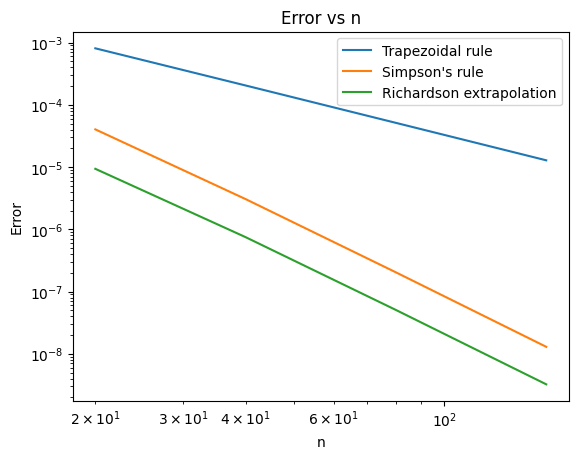 Error vs n
Trapezoidal rule
Simpson's rule
Richardson extrapolation
10⁻³
10⁻⁴
10⁻⁵
10⁻⁶
10⁻⁷
10⁻⁸
Error
2 × 10¹ 3 × 10¹ 4 × 10¹ 6 × 10¹ 10²
n